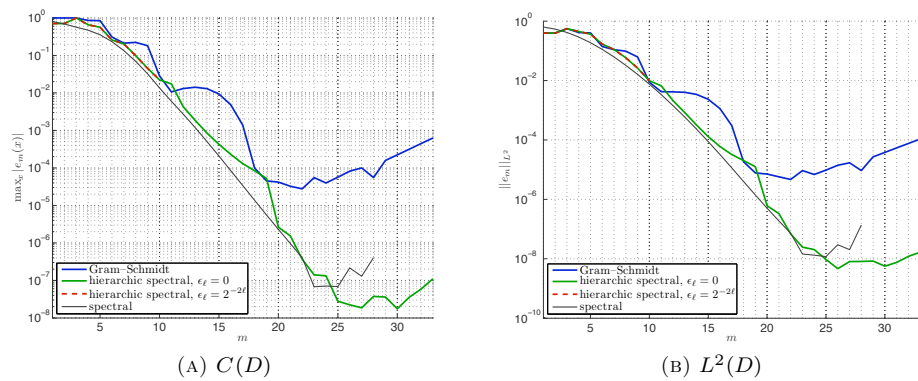 10^0
10^{-1}
10^{-2}
10^{-3}
10^{-4}
10^{-5}
10^{-6}
10^{-7}
10^{-8}
max_x |e_m(x)|
5 10 15 20 25 30
m
Gram–Schmidt
hierarchic spectral, ϵ_ℓ = 0
hierarchic spectral, ϵ_ℓ = 2^{-2ℓ}
spectral
(A) C(D)
10^0
10^{-2}
10^{-4}
10^{-6}
10^{-8}
10^{-10}
||e_m||_{L^2}
5 10 15 20 25 30
m
Gram–Schmidt
hierarchic spectral, ϵ_ℓ = 0
hierarchic spectral, ϵ_ℓ = 2^{-2ℓ}
spectral
(B) L^2(D)